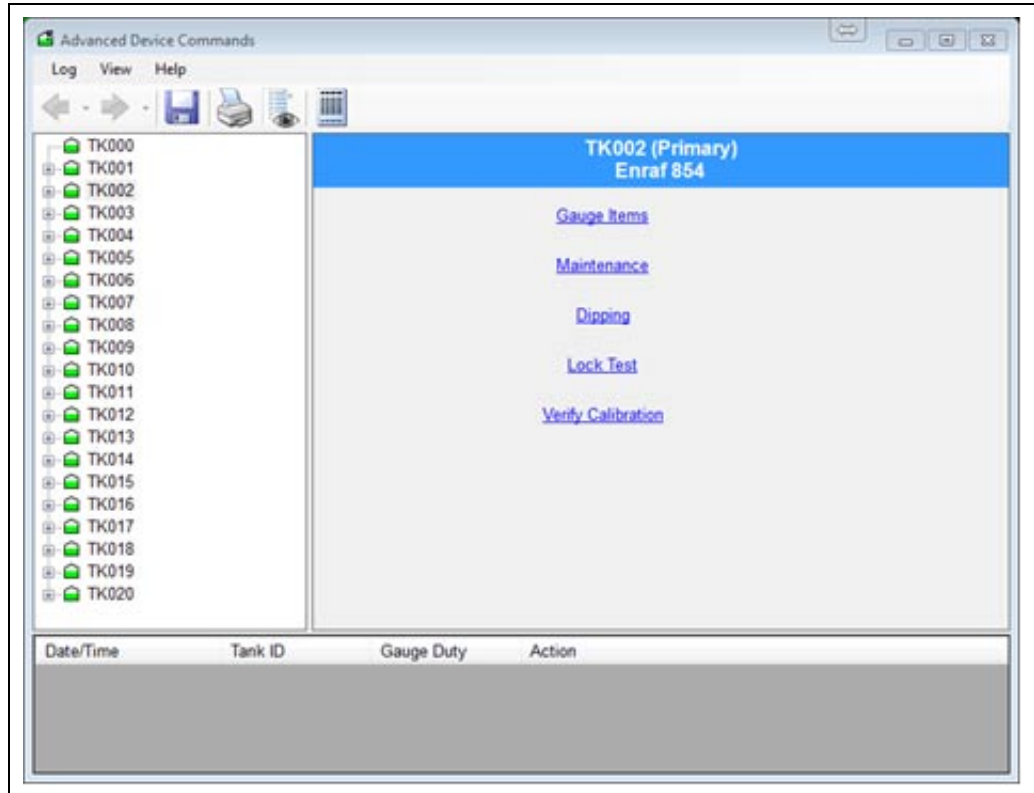 Advanced Device Commands
Log View Help
TK000
TK001
TK002
TK003
TK004
TK005
TK006
TK007
TK008
TK009
TK010
TK011
TK012
TK013
TK014
TK015
TK016
TK017
TK018
TK019
TK020
TK002 (Primary)
Enraf 854
Gauge Items
Maintenance
Dipping
Lock Test
Verify Calibration
Date/Time Tank ID Gauge Duty Action